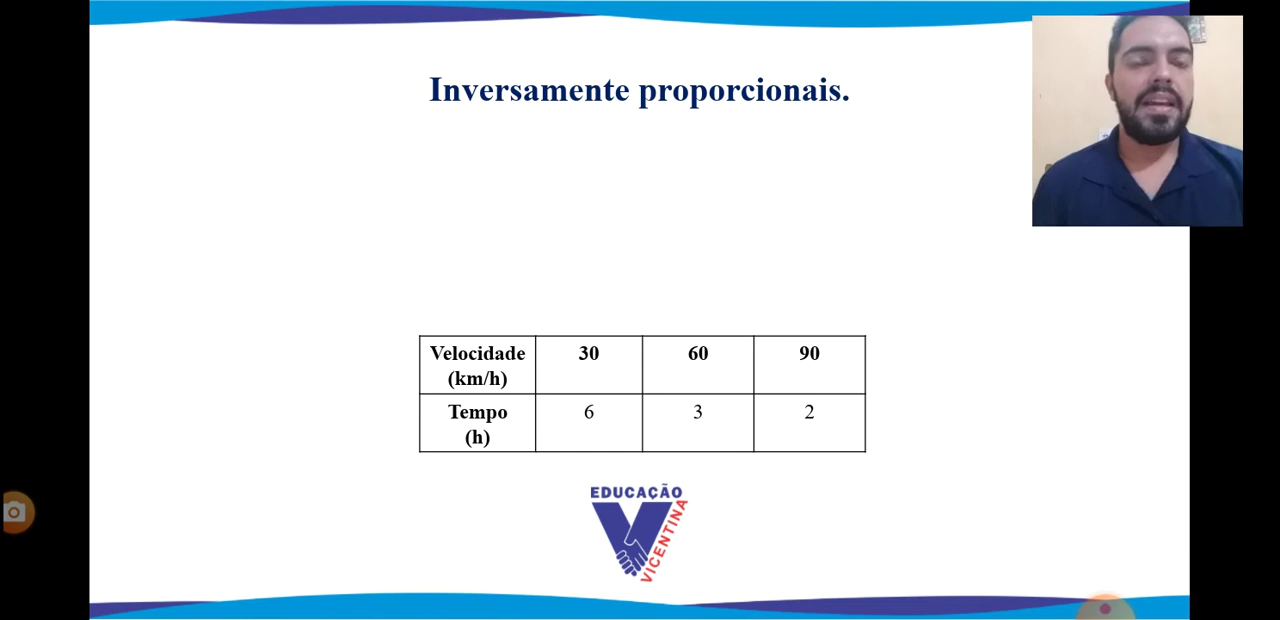 Inversamente proporcionais.
Velocidade (km/h) 30 60 90
Tempo (h) 6 3 2
EDUCAÇÃO
VICENTINA